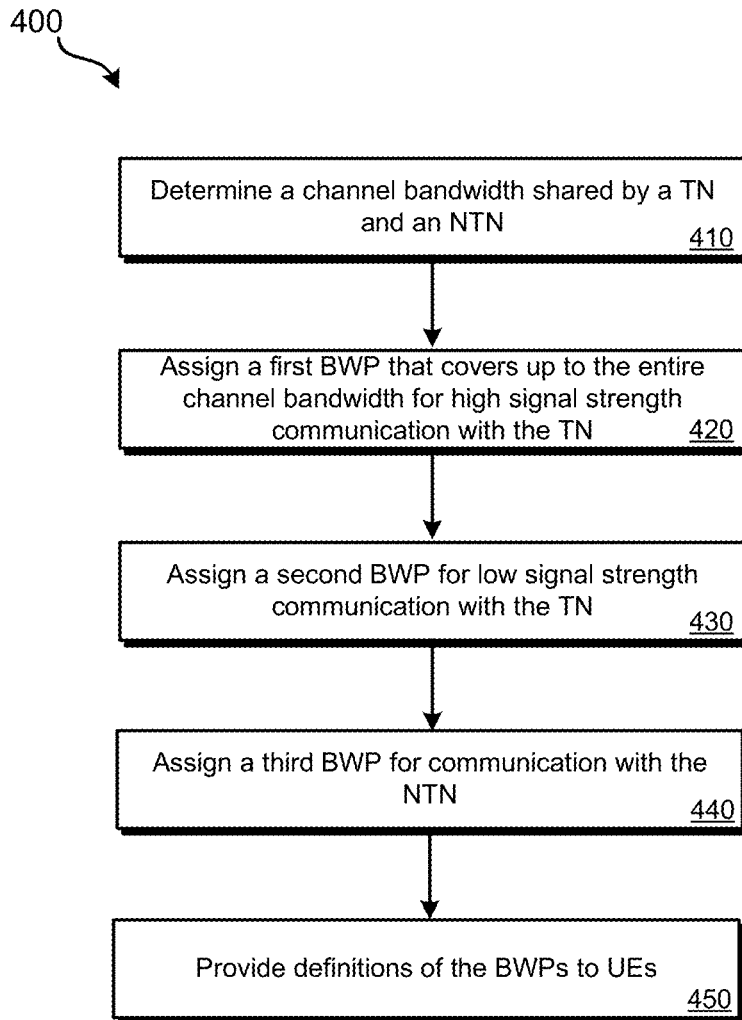 400
Determine a channel bandwidth shared by a TN
and an NTN
410
Assign a first BWP that covers up to the entire
channel bandwidth for high signal strength
communication with the TN
420
Assign a second BWP for low signal strength
communication with the TN
430
Assign a third BWP for communication with the
NTN
440
Provide definitions of the BWPs to UEs
450